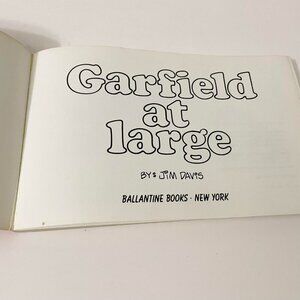 Garfield
at
large
BY: JIM DAVIS
BALLANTINE BOOKS · NEW YORK